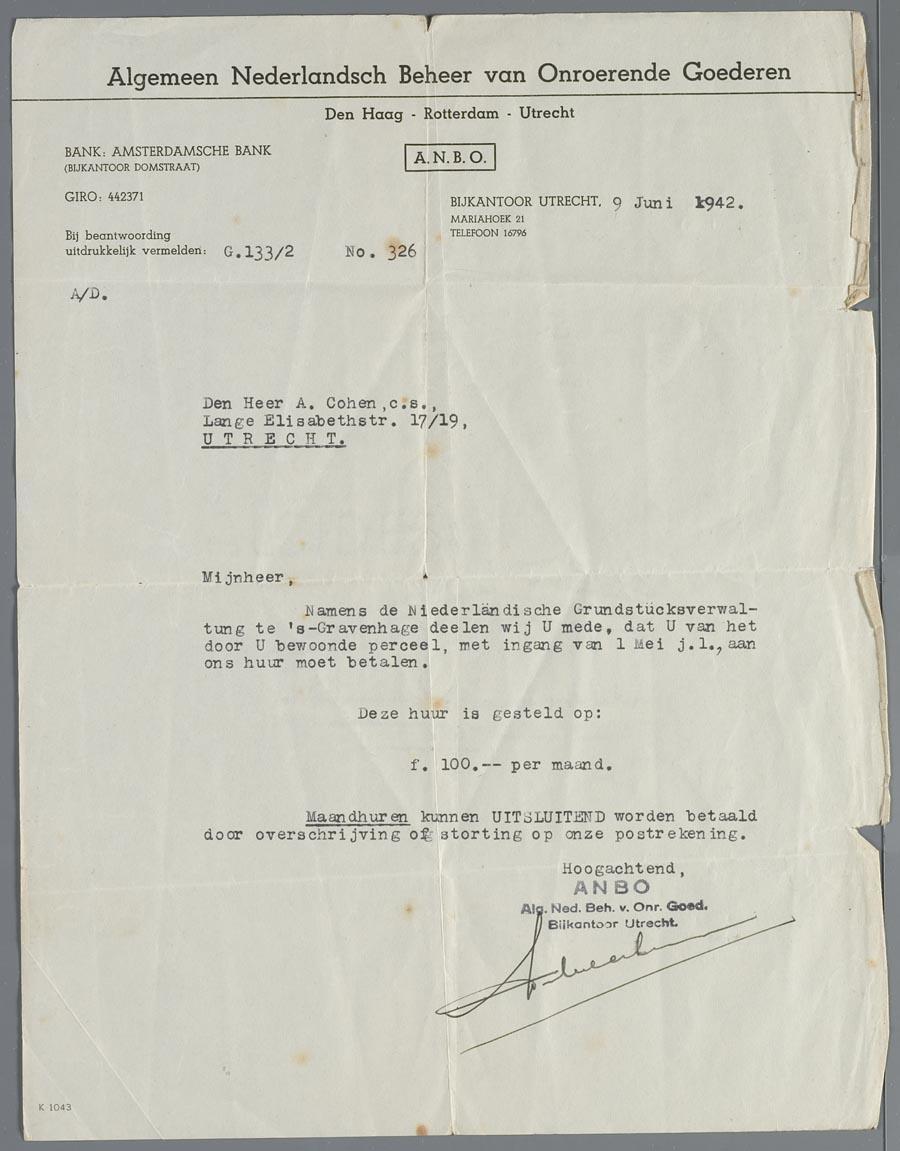 Algemeen Nederlandsch Beheer van Onroerende Goederen
Den Haag - Rotterdam - Utrecht
BANK: AMSTERDAMSCHE BANK
(BIJKANTOOR DOMSTRAAT)
A.N.B.O.
GIRO: 442371
BIJKANTOOR UTRECHT, 9 Juni 1942.
MARIAHOEK 21
TELEFOON 16796
Bij beantwoording
uitdrukkelijk vermelden: G.133/2 No. 326
A/D.
Den Heer A. Cohen,c.s.,
Lange Elisabethstr. 17/19,
U T R E C H T.
Mijnheer,
Namens de Niederländische Grundstücksverwal-
tung te 's-Gravenhage deelen wij U mede, dat U van het
door U bewoonde perceel, met ingang van 1 Mei j.l., aan
ons huur moet betalen.
Deze huur is gesteld op:
f. 100.-- per maand.
Maandhuren kunnen UITSLUITEND worden betaald
door overschrijving of storting op onze postrekening.
Hoogachtend,
ANBO
Alg. Ned. Beh. v. Onr. Goed.
Bijkantoor Utrecht.
K 1043